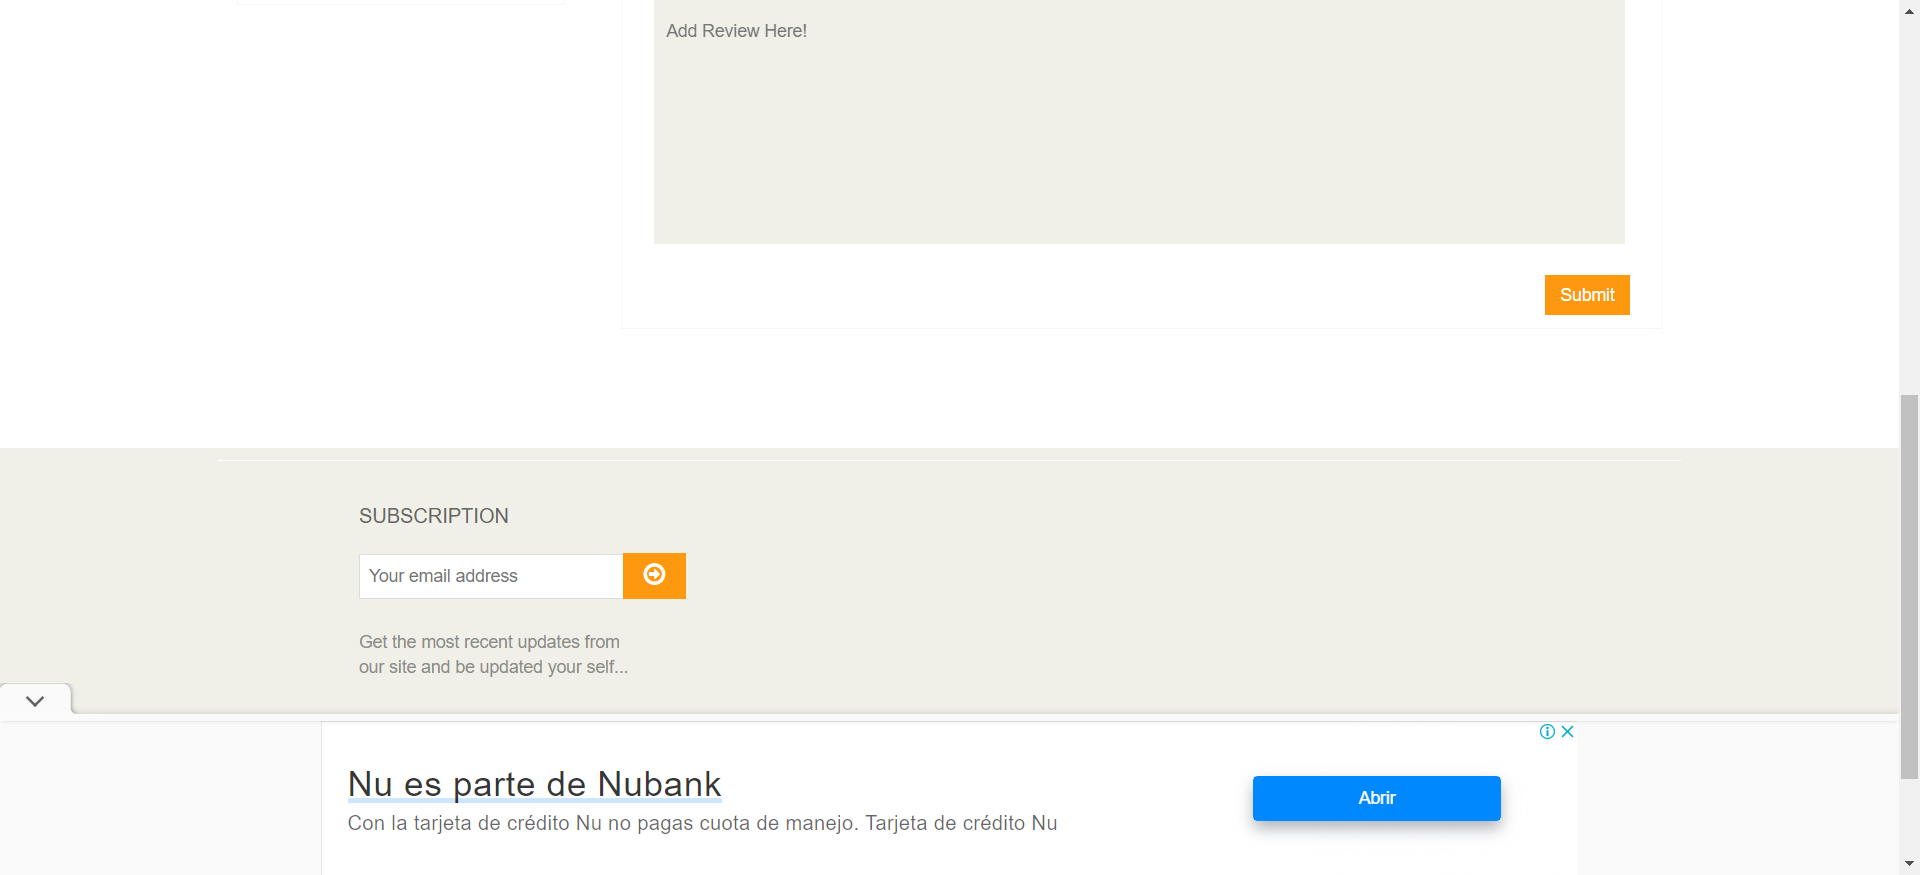 Add Review Here!
Submit
SUBSCRIPTION
Your email address
Get the most recent updates from
our site and be updated your self...
Nu es parte de Nubank
Con la tarjeta de crédito Nu no pagas cuota de manejo. Tarjeta de crédito Nu
Abrir